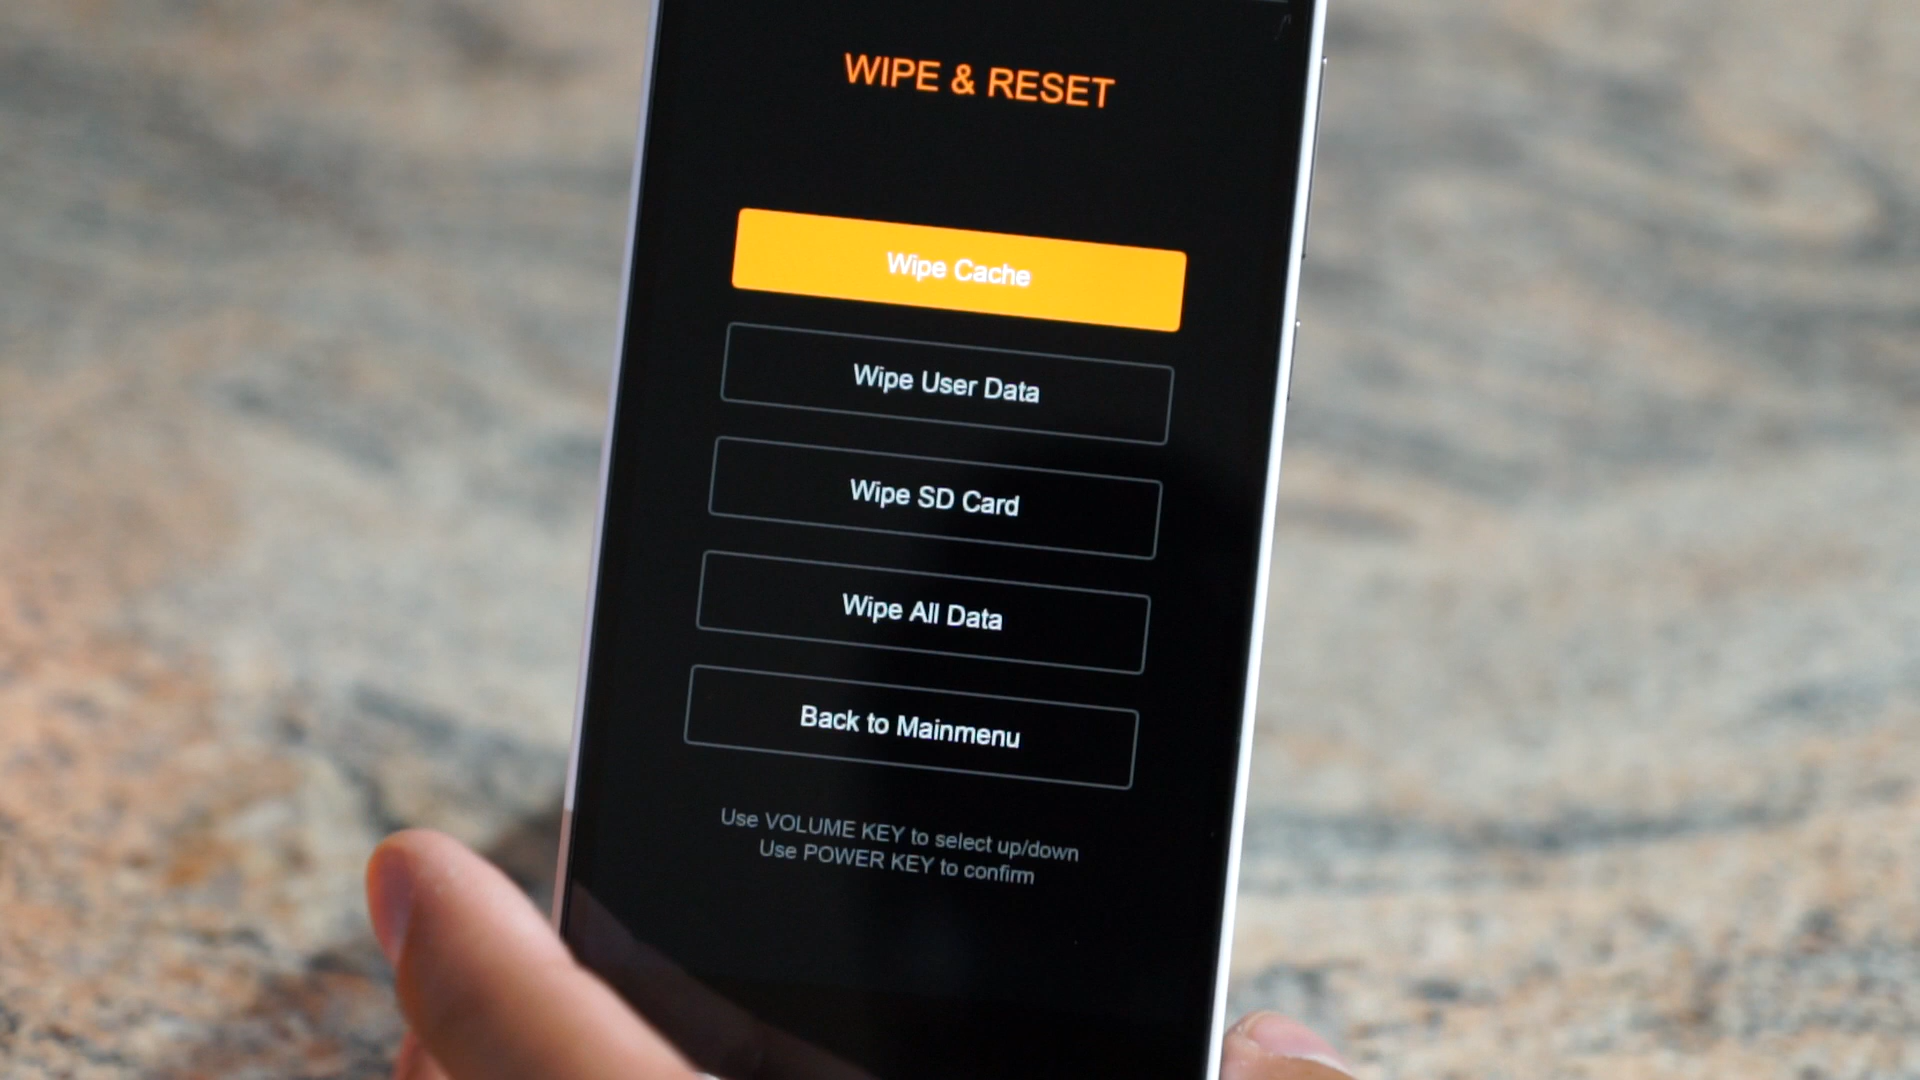 WIPE & RESET
Wipe Cache
Wipe User Data
Wipe SD Card
Wipe All Data
Back to Mainmenu
Use VOLUME KEY to select up/down
Use POWER KEY to confirm